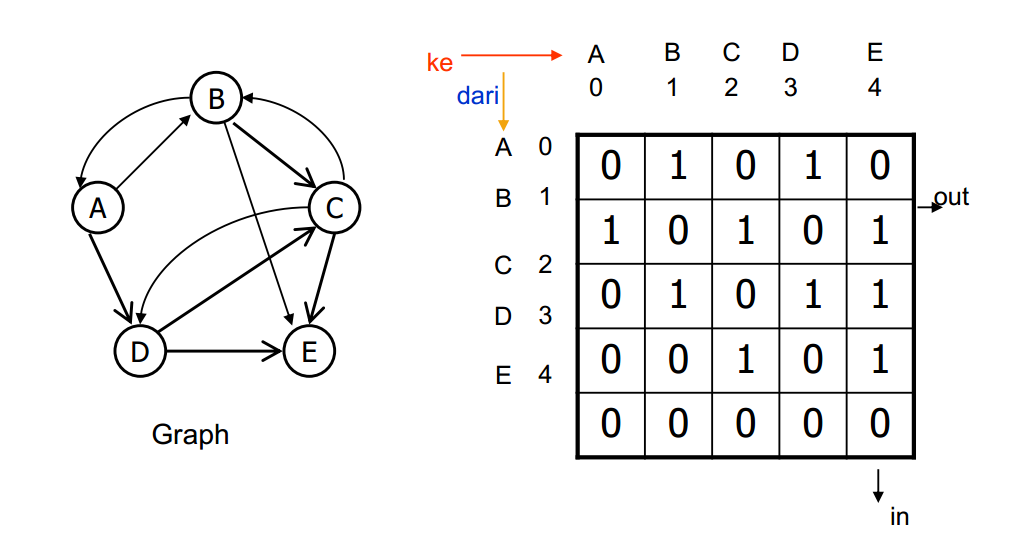 B
A
C
D
E
Graph
ke
dari
A B C D E
0 1 2 3 4
A 0
B 1
C 2
D 3
E 4
0 1 0 1 0
1 0 1 0 1
0 1 0 1 1
0 0 1 0 1
0 0 0 0 0
out
in